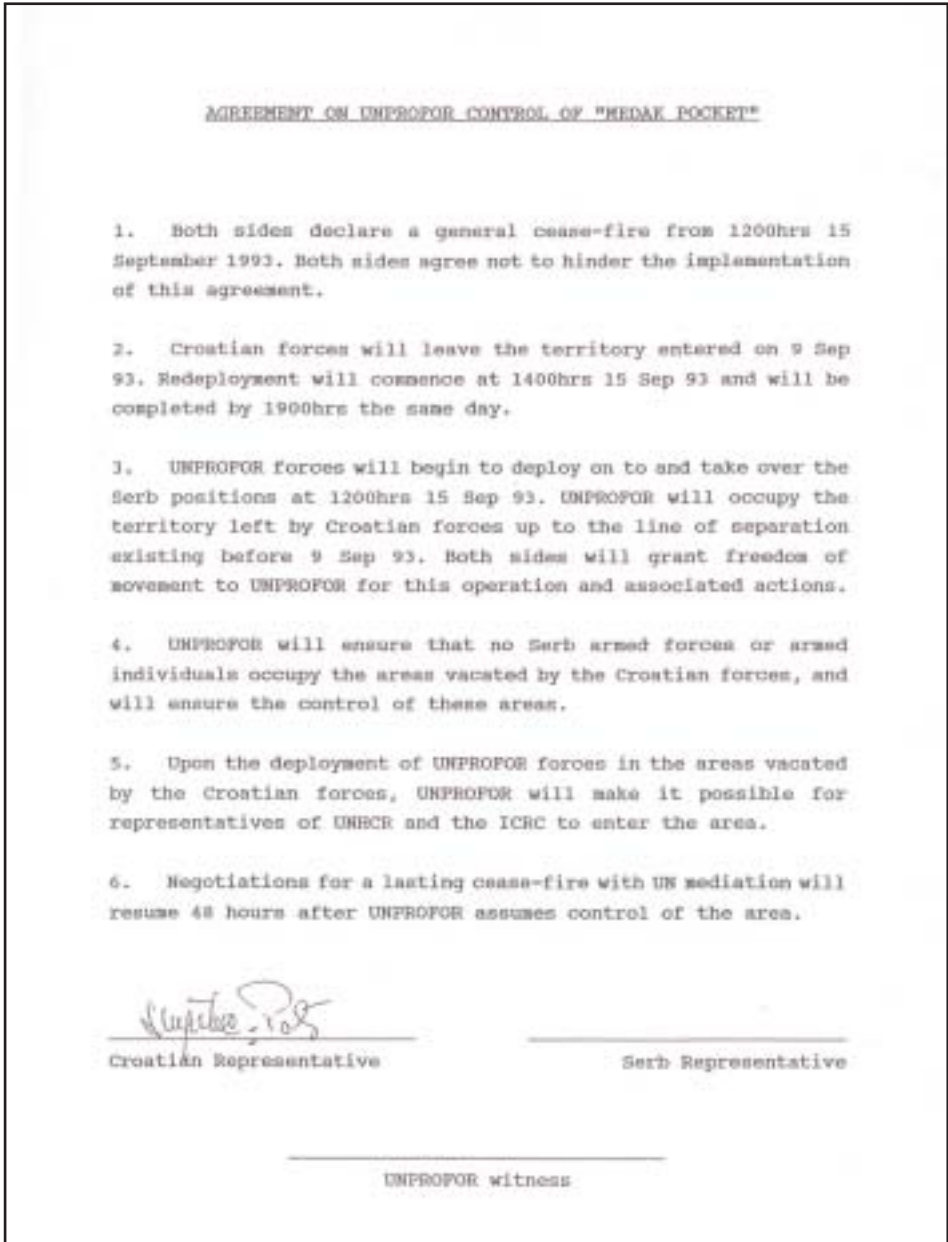 AGREEMENT ON UNPROFOR CONTROL OF "MEDAK POCKET"
1. Both sides declare a general cease-fire from 1200hrs 15
September 1993. Both sides agree not to hinder the implementation
of this agreement.
2. Croatian forces will leave the territory entered on 9 Sep
93. Redeployment will commence at 1400hrs 15 Sep 93 and will be
completed by 1900hrs the same day.
3. UNPROFOR forces will begin to deploy on to and take over the
Serb positions at 1200hrs 15 Sep 93. UNPROFOR will occupy the
territory left by Croatian forces up to the line of separation
existing before 9 Sep 93. Both sides will grant freedom of
movement to UNPROFOR for this operation and associated actions.
4. UNPROFOR will ensure that no Serb armed forces or armed
individuals occupy the areas vacated by the Croatian forces, and
will ensure the control of these areas.
5. Upon the deployment of UNPROFOR forces in the areas vacated
by the Croatian forces, UNPROFOR will make it possible for
representatives of UNHCR and the ICRC to enter the area.
6. Negotiations for a lasting cease-fire with UN mediation will
resume 48 hours after UNPROFOR assumes control of the area.
Croatian Representative
Serb Representative
UNPROFOR witness